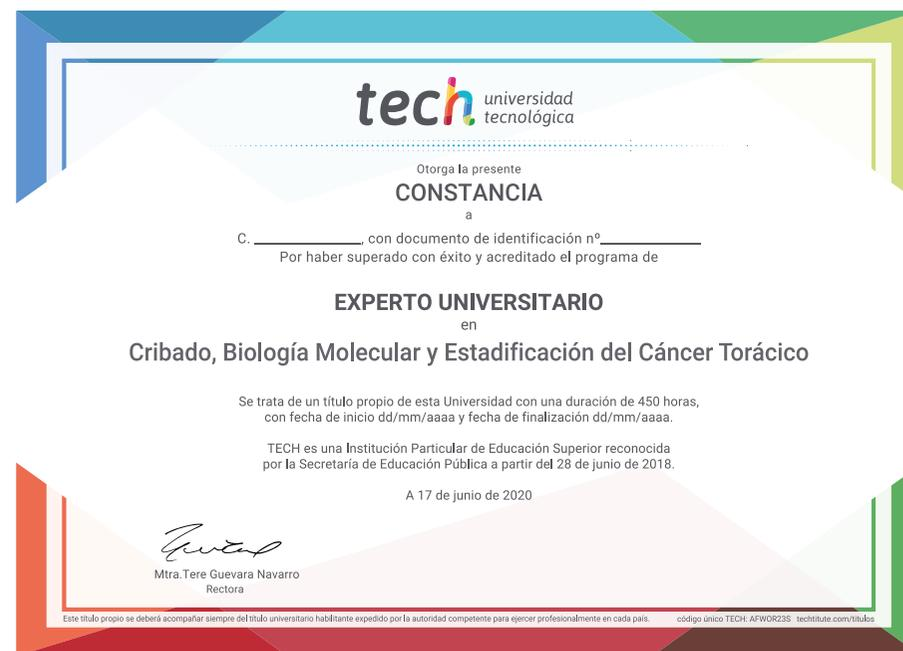 tech universidad
tecnológica
Otorga la presente
CONSTANCIA
a
C. ____________, con documento de identificación nº____________
Por haber superado con éxito y acreditado el programa de
EXPERTO UNIVERSITARIO
en
Cribado, Biología Molecular y Estadificación del Cáncer Torácico
Se trata de un título propio de esta Universidad con una duración de 450 horas,
con fecha de inicio dd/mm/aaaa y fecha de finalización dd/mm/aaaa.
TECH es una Institución Particular de Educación Superior reconocida
por la Secretaría de Educación Pública a partir del 28 de junio de 2018.
A 17 de junio de 2020
Mtra.Tere Guevara Navarro
Rectora
Este título propio se deberá acompañar siempre del título universitario habilitante expedido por la autoridad competente para ejercer profesionalmente en cada país. código único TECH: AFWOR23S techtitute.com/titulos